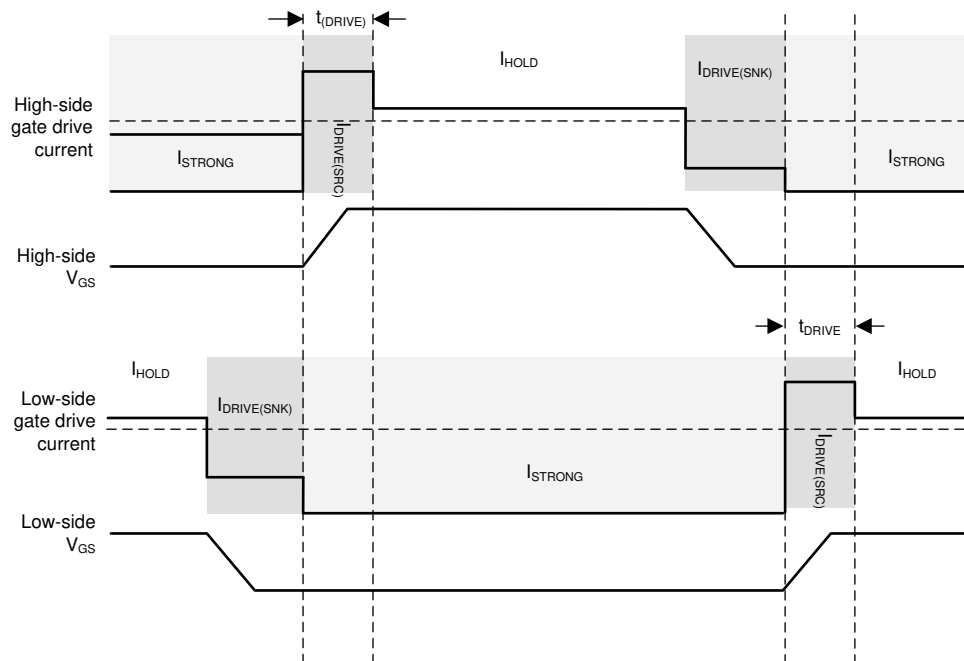 t(DRIVE)
IHOLD
IDRIVE(SNK)
High-side
gate drive
current
IDRIVE(SRC)
ISTRONG
ISTRONG
High-side
VGS
tDRIVE
IHOLD
IHOLD
Low-side
gate drive
current
IDRIVE(SNK)
IDRIVE(SRC)
ISTRONG
Low-side
VGS